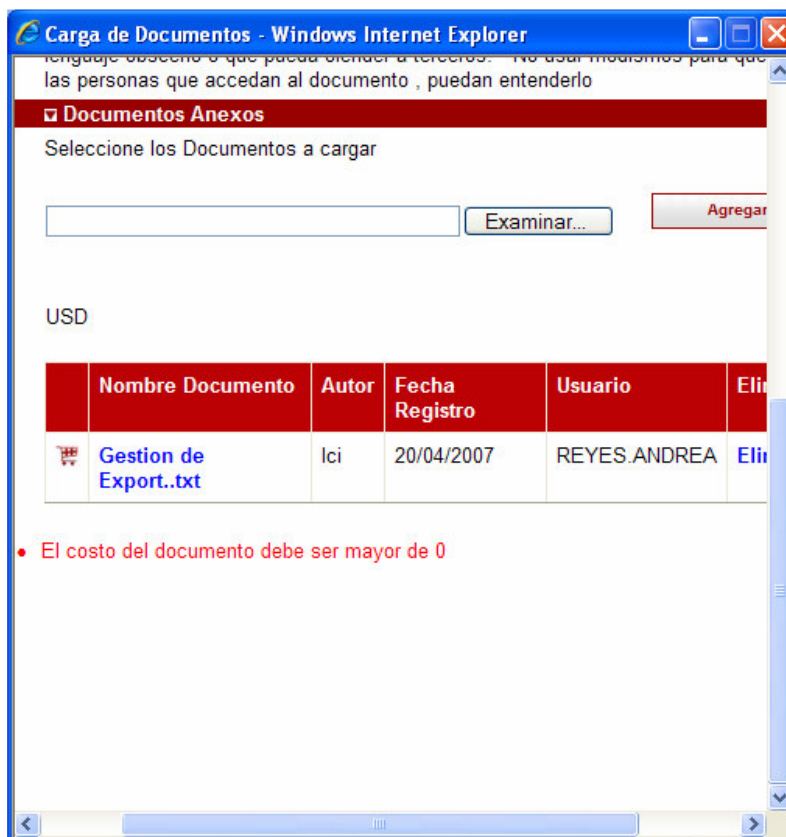 Carga de Documentos - Windows Internet Explorer
las personas que accedan al documento , puedan entenderlo
Documentos Anexos
Seleccione los Documentos a cargar
Examinar...
Agregar
USD
Nombre Documento Autor Fecha Registro Usuario Elir
Gestion de Export..txt Ici 20/04/2007 REYES.ANDREA Elir
El costo del documento debe ser mayor de 0